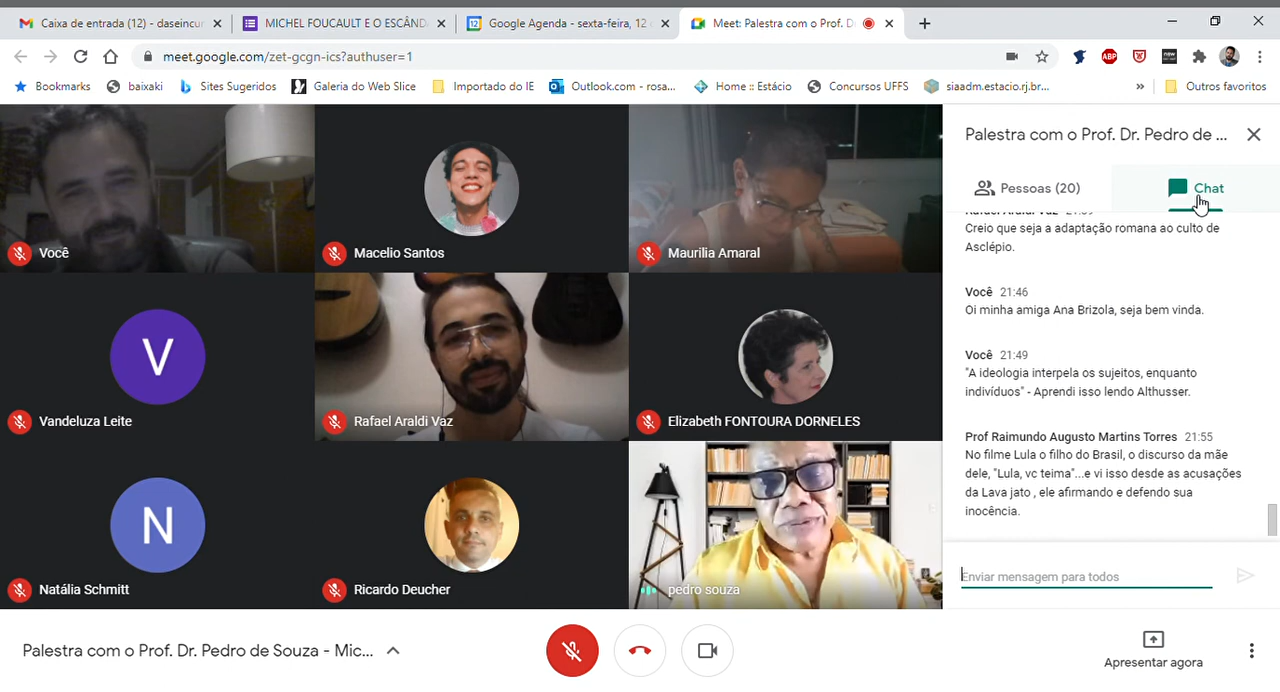 Caixa de entrada (12) - daseincur
MICHEL FOUCAULT E O ESCÂND
Google Agenda - sexta-feira, 12 d
Meet: Palestra com o Prof. D
meet.google.com/zet-gcgn-ics?authuser=1
ABP
Bookmarks
baixaki
Sites Sugeridos
Galeria do Web Slice
Importado do IE
Outlook.com - rosa...
Home :: Estácio
Concursos UFFS
siaadm.estacio.rj.br...
»
Outros favoritos
Você
Macelio Santos
Maurilia Amaral
V
Vandeluza Leite
Rafael Araldi Vaz
Elizabeth FONTOURA DORNELES
N
Natália Schmitt
Ricardo Deucher
pedro souza
Palestra com o Prof. Dr. Pedro de ...
Pessoas (20)
Chat
Rafael Araldi Vaz
Creio que seja a adaptação romana ao culto de
Asclépio.
Você 21:46
Oi minha amiga Ana Brizola, seja bem vinda.
Você 21:49
"A ideologia interpela os sujeitos, enquanto
indivíduos" - Aprendi isso lendo Althusser.
Prof Raimundo Augusto Martins Torres 21:55
No filme Lula o filho do Brasil, o discurso da mãe
dele, "Lula, vc teima"...e vi isso desde as acusações
da Lava jato , ele afirmando e defendo sua
inocência.
Enviar mensagem para todos
Palestra com o Prof. Dr. Pedro de Souza - Mic...
Apresentar agora